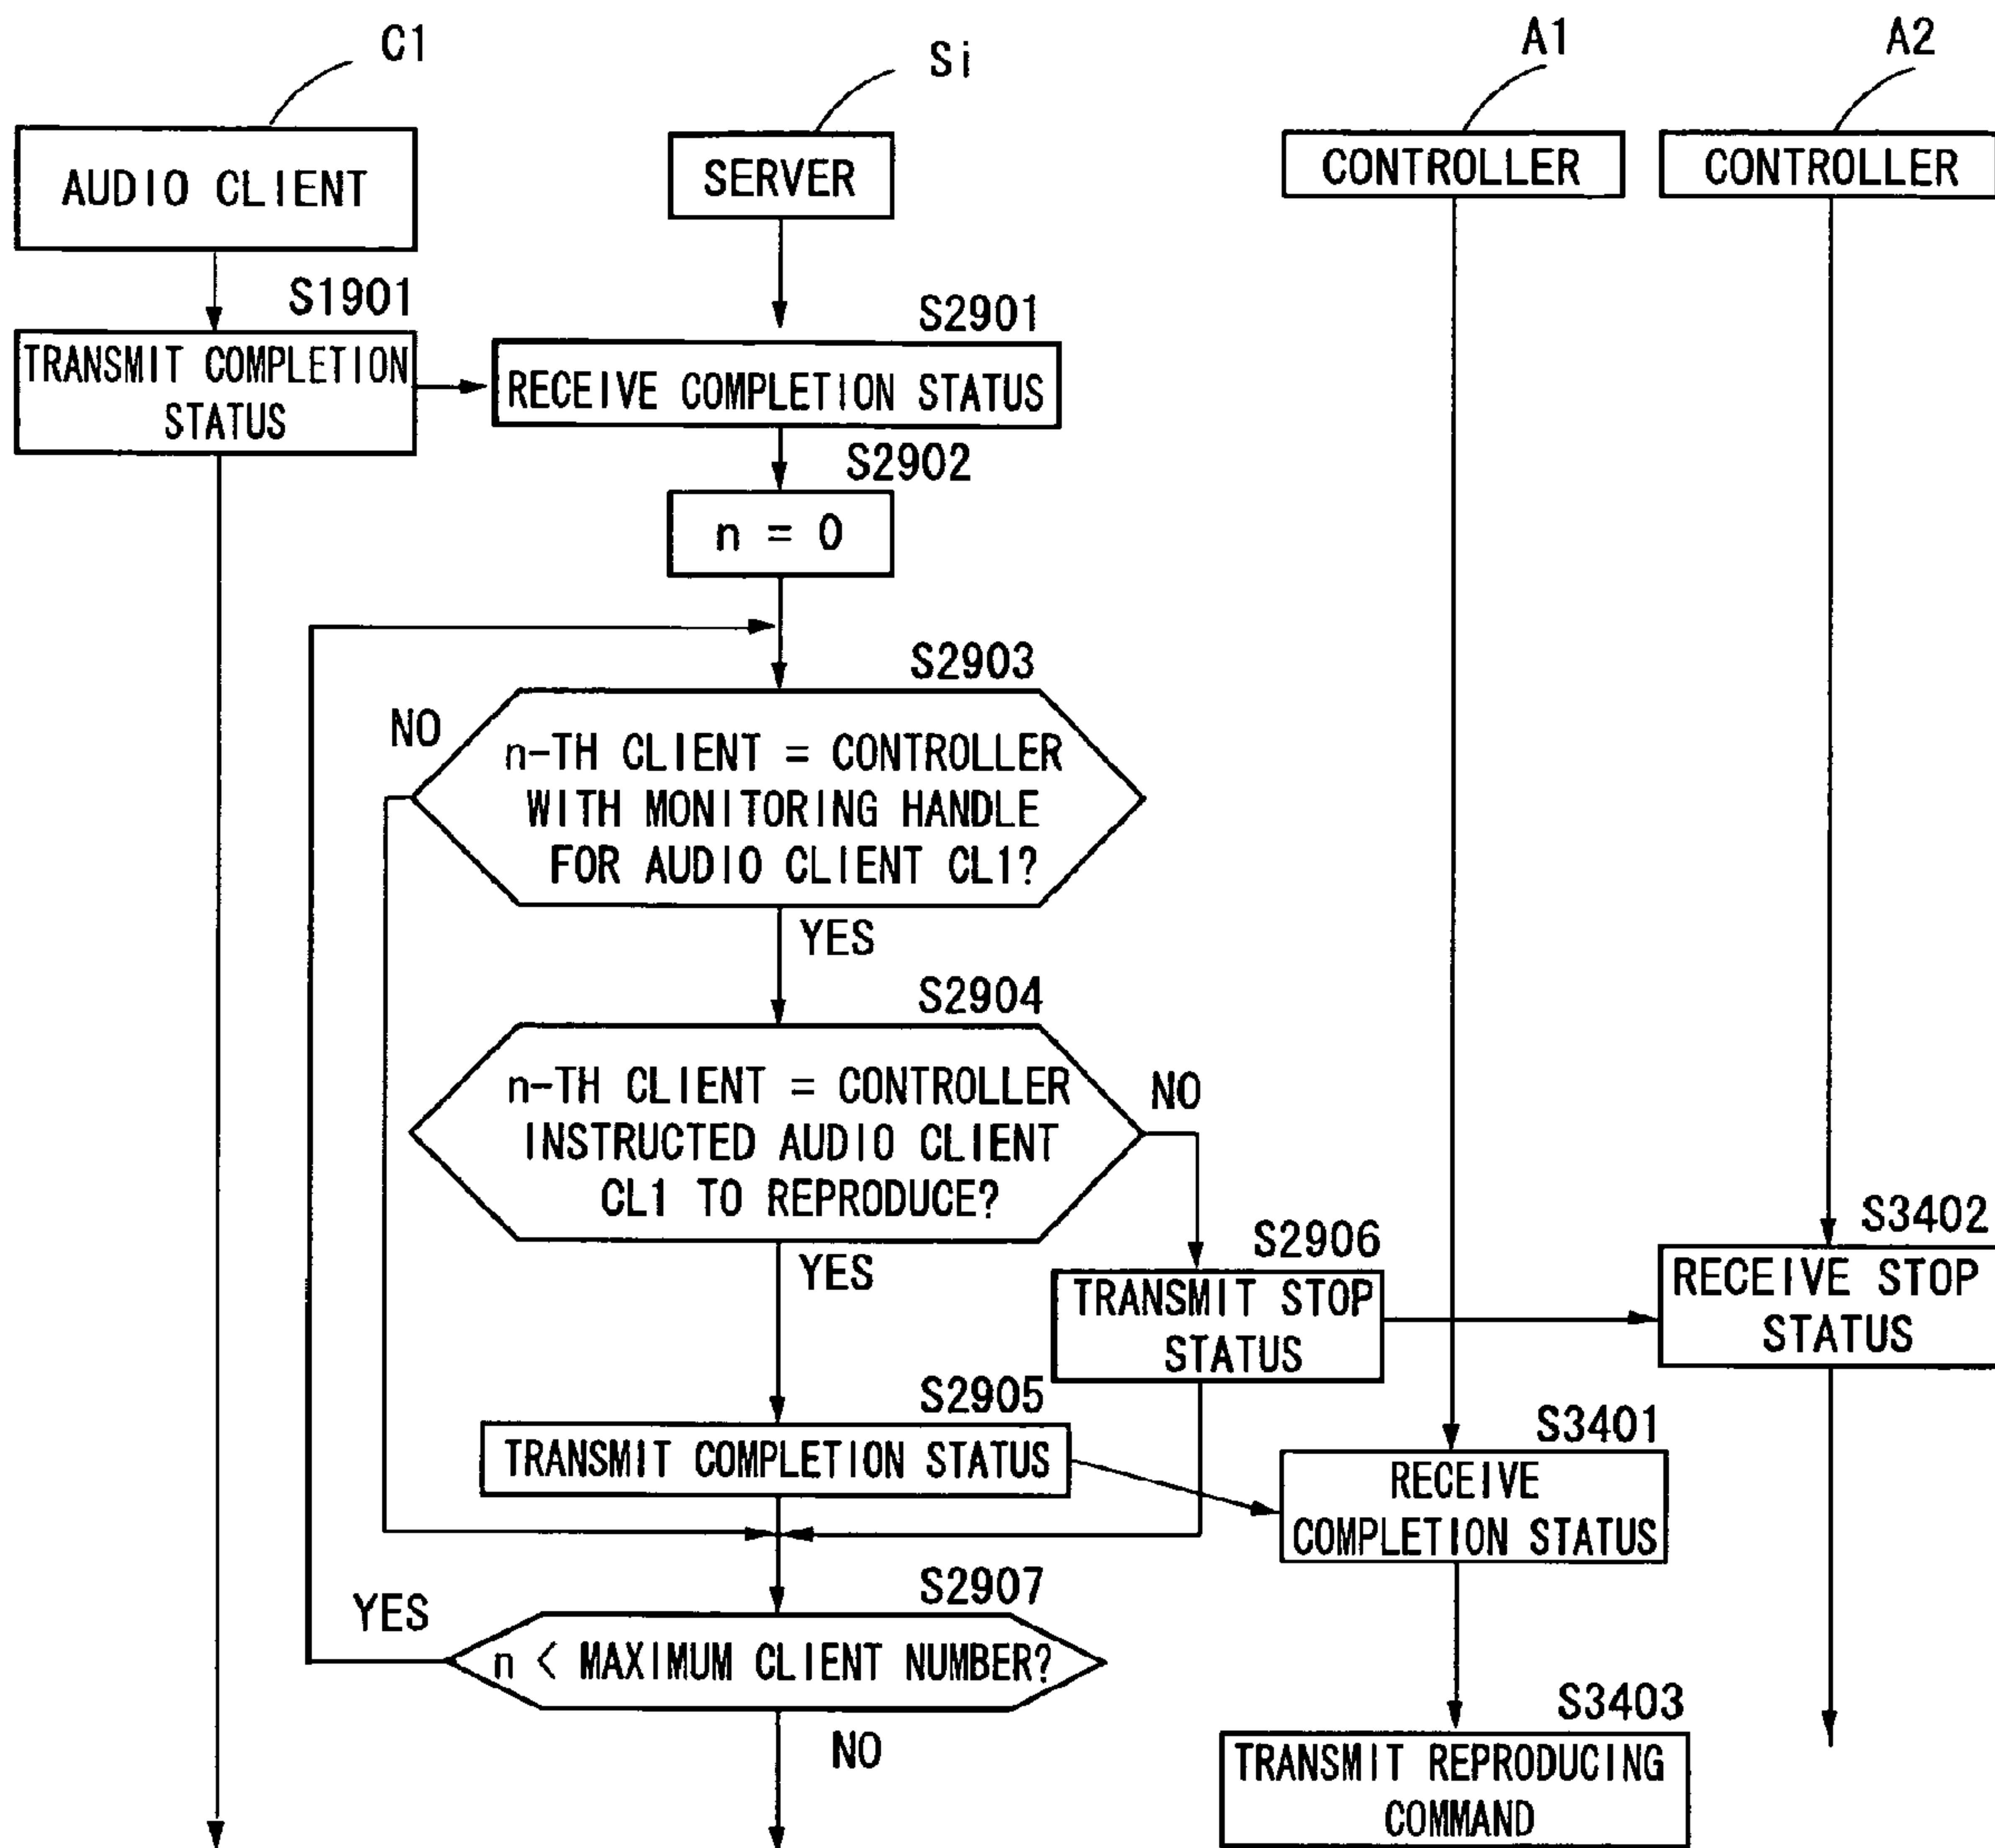 C1
Si
A1
A2
AUDIO CLIENT
SERVER
CONTROLLER
CONTROLLER
S1901
TRANSMIT COMPLETION
STATUS
S2901
RECEIVE COMPLETION STATUS
S2902
n = 0
S2903
NO
n-TH CLIENT = CONTROLLER
WITH MONITORING HANDLE
FOR AUDIO CLIENT CL1?
YES
S2904
n-TH CLIENT = CONTROLLER
INSTRUCTED AUDIO CLIENT
CL1 TO REPRODUCE?
NO
YES
S2906
TRANSMIT STOP
STATUS
S3402
RECEIVE STOP
STATUS
S2905
TRANSMIT COMPLETION STATUS
S3401
RECEIVE
COMPLETION STATUS
S2907
YES
n < MAXIMUM CLIENT NUMBER?
NO
S3403
TRANSMIT REPRODUCING
COMMAND